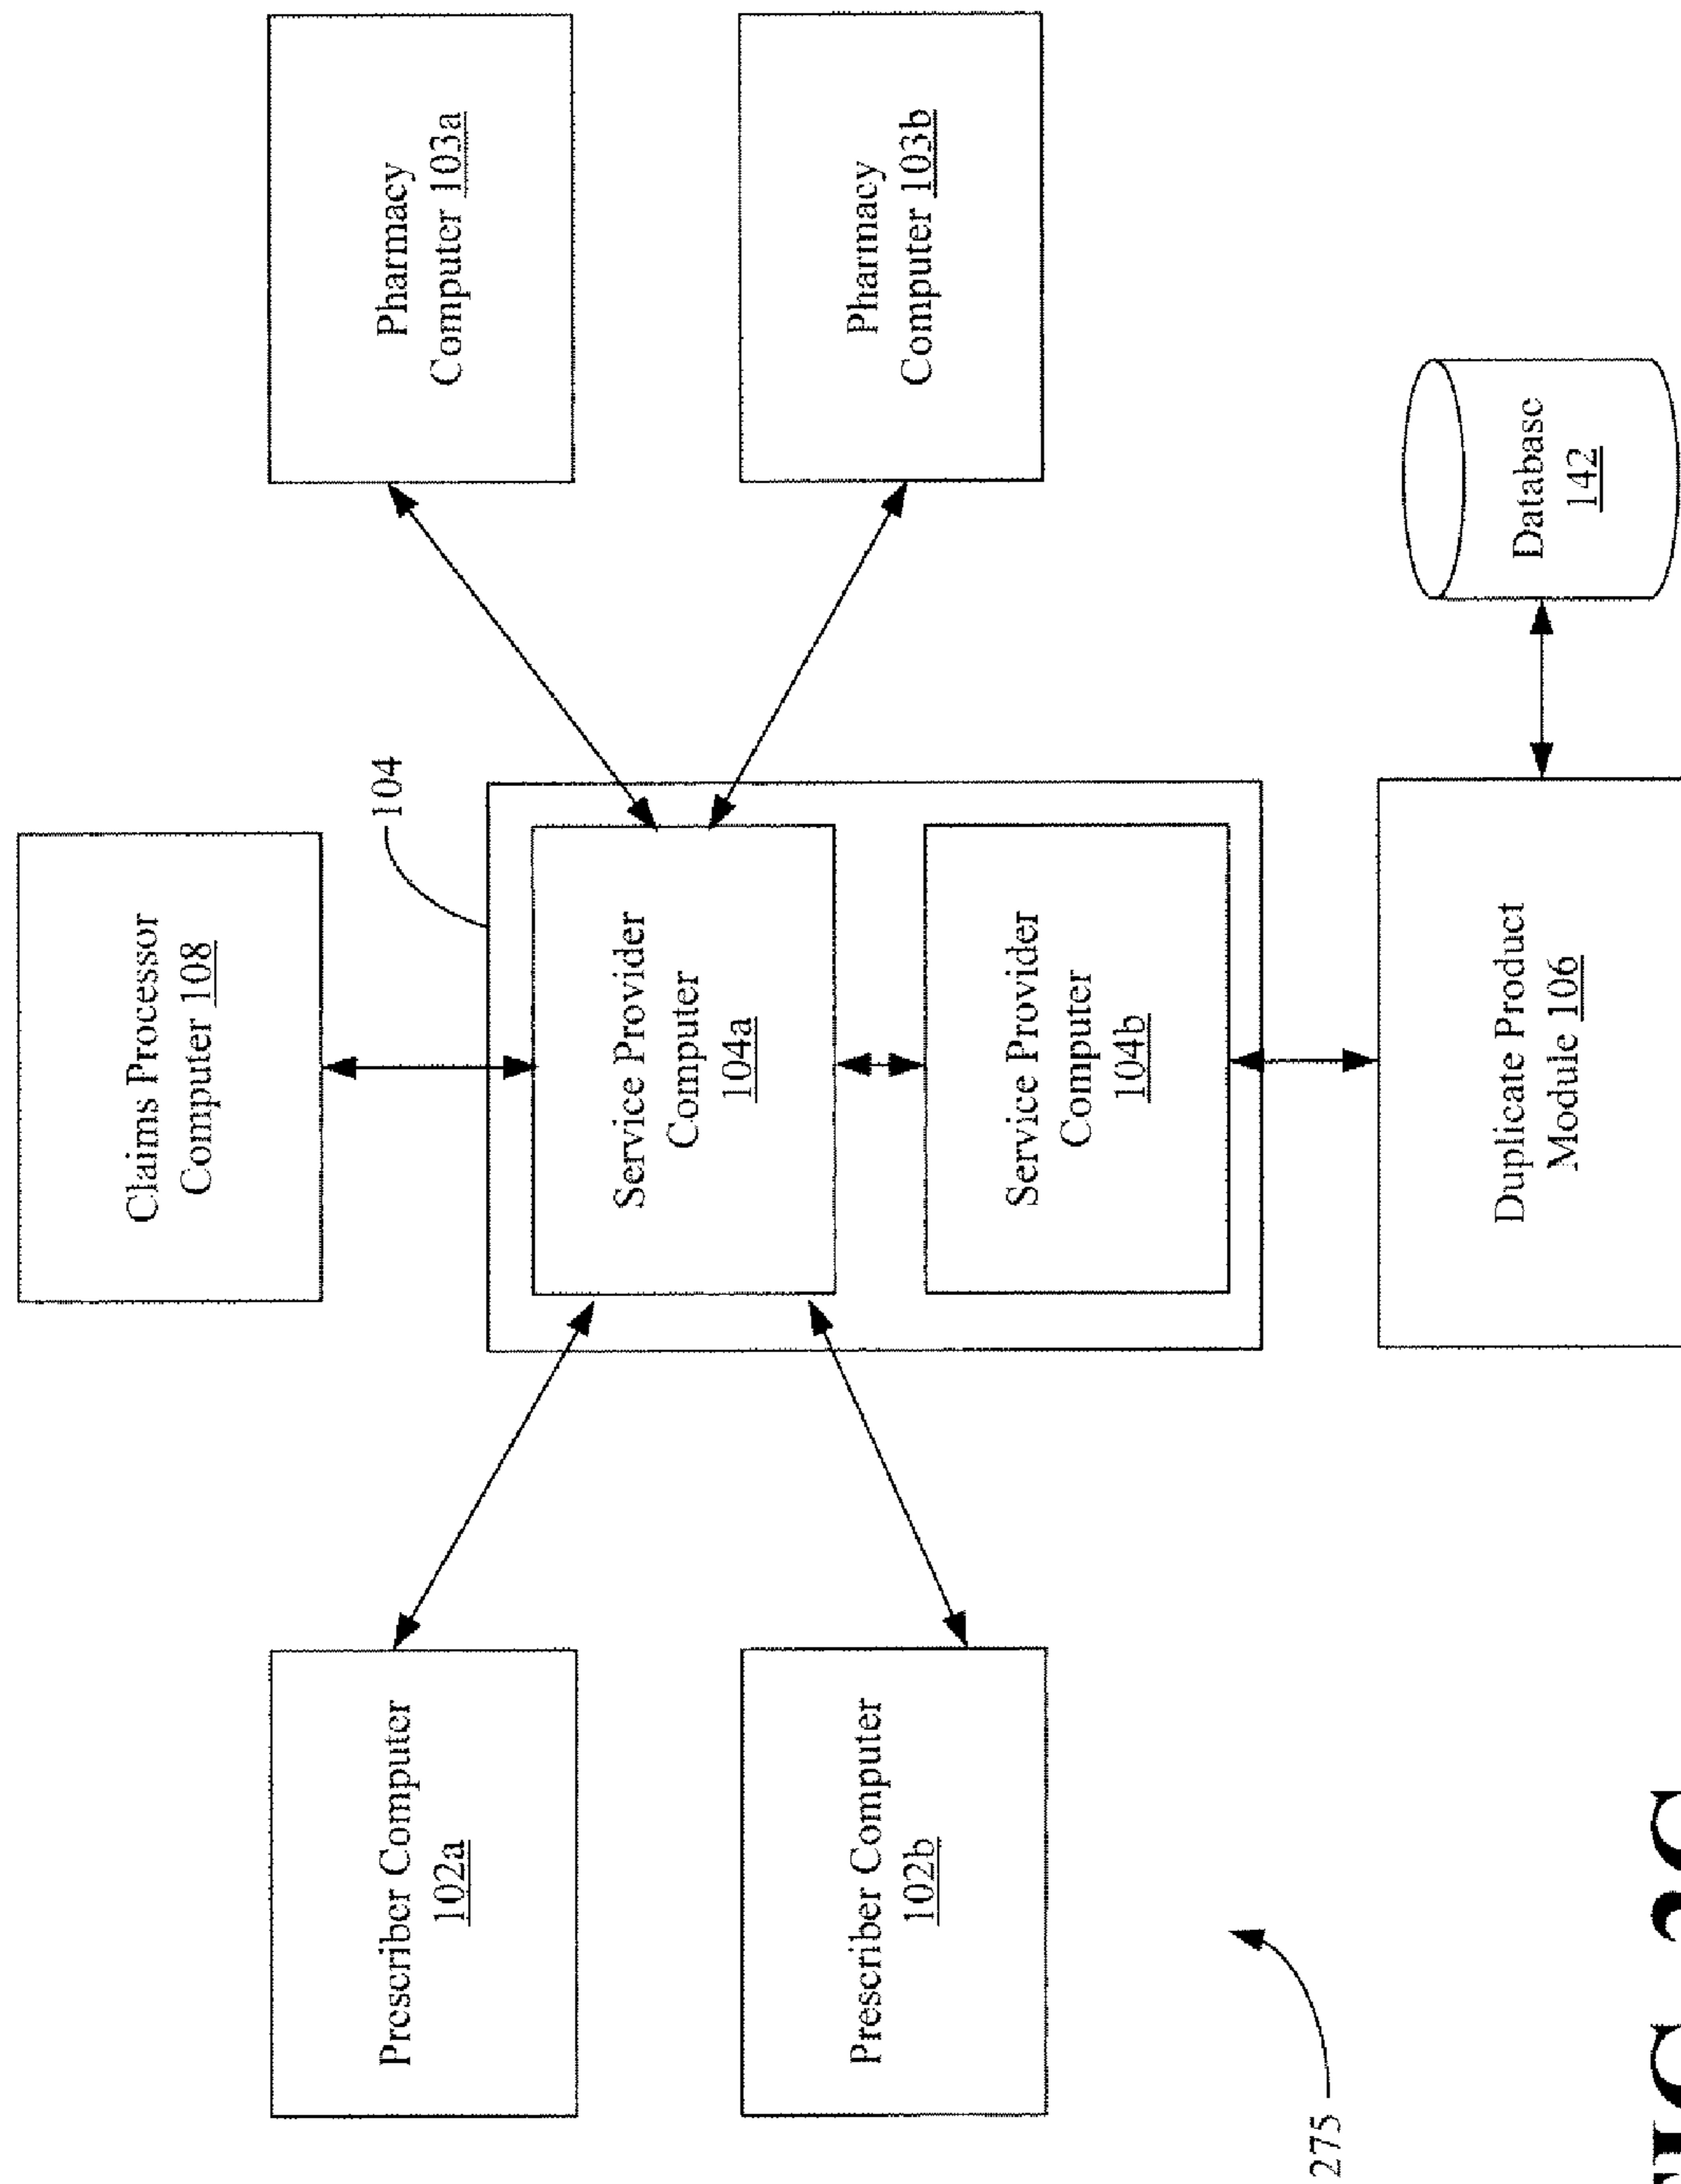 Claims Processor
Computer 108
104
Prescriber Computer
102a
Service Provider
Computer
104a
Pharmacy
Computer 103a
Prescriber Computer
102b
Service Provider
Computer
104b
Pharmacy
Computer 103b
275
Duplicate Product
Module 106
Database
142